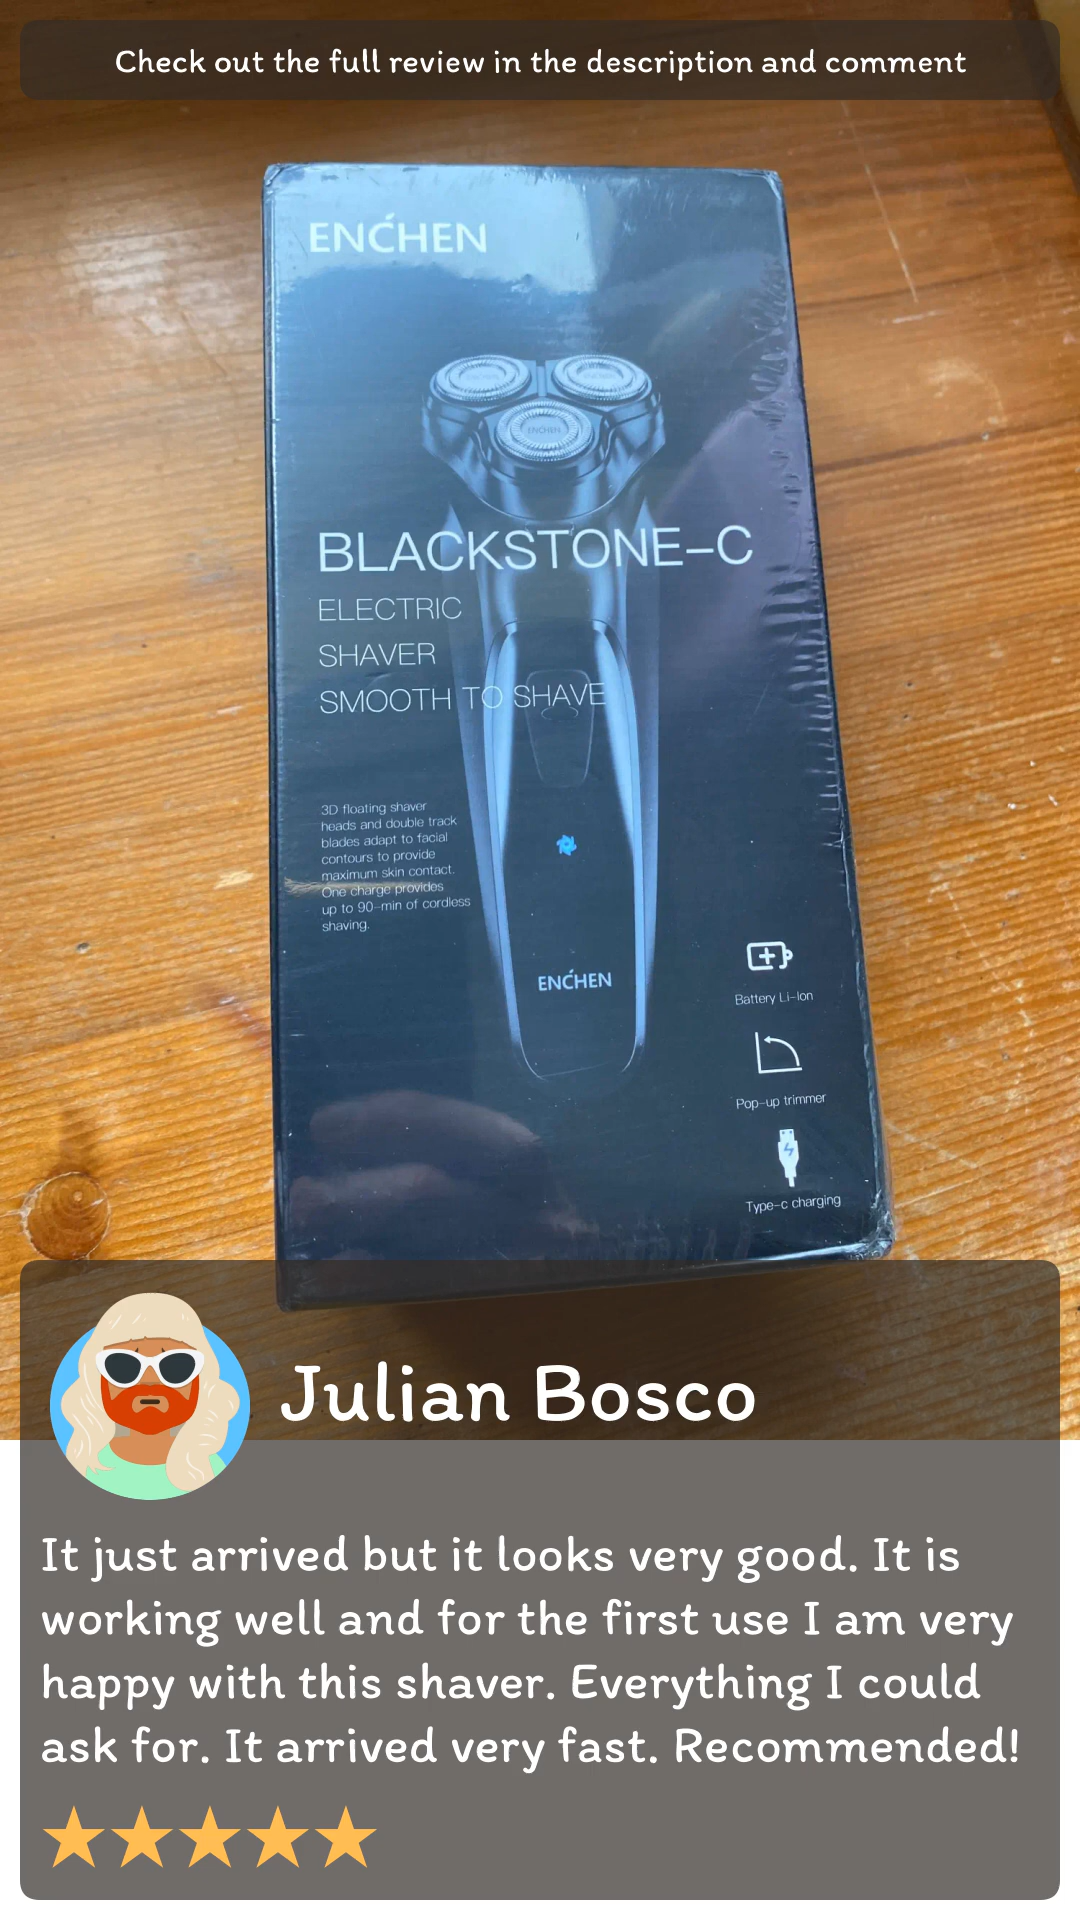 Check out the full review in the description and comment
ENĆHEN
ENCHEN
BLACKSTONE-C
ELECTRIC
SHAVER
SMOOTH TO SHAVE
3D floating shaver
heads and double track
blades adapt to facial
contours to provide
maximum skin contact.
One charge provides
up to 90-min of cordless
shaving.
ENĆHEN
Battery Li-Ion
Pop-up trimmer
Type-c charging
Julian Bosco
It just arrived but it looks very good. It is
working well and for the first use I am very
happy with this shaver. Everything I could
ask for. It arrived very fast. Recommended!